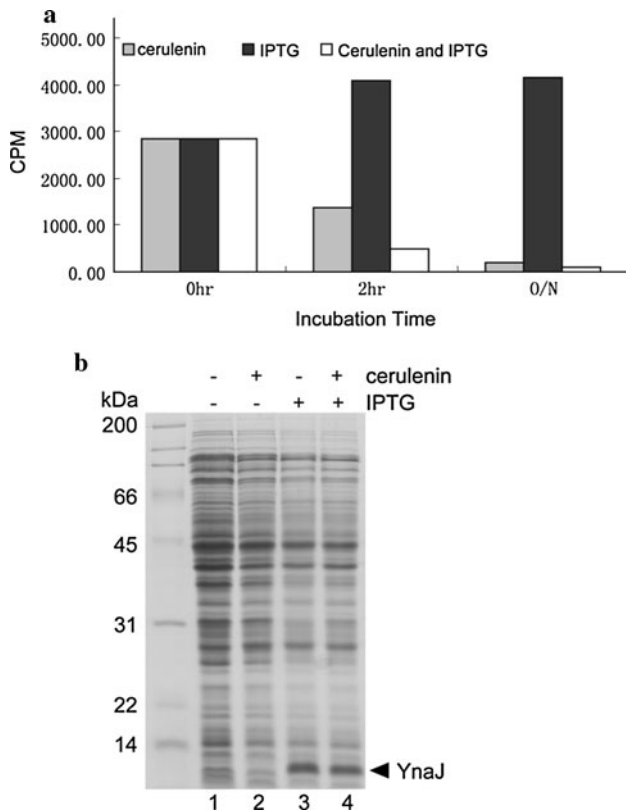 a
5000.00
4000.00
3000.00
2000.00
1000.00
0.00
CPM
cerulenin IPTG Cerulenin and IPTG
0hr 2hr O/N
Incubation Time
b
- + - + cerulenin
kDa - - + + IPTG
200
66
45
31
22
14
YnaJ
1 2 3 4